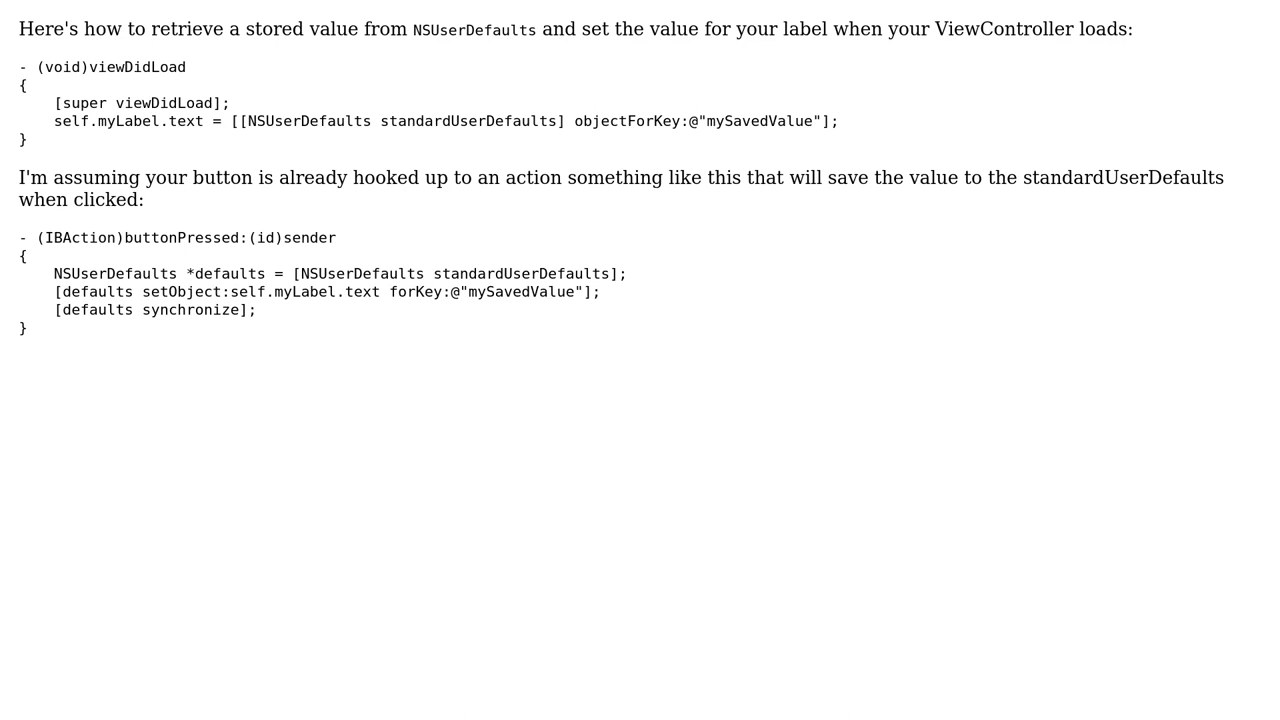 Here's how to retrieve a stored value from NSUserDefaults and set the value for your label when your ViewController loads:
- (void)viewDidLoad
{
    [super viewDidLoad];
    self.myLabel.text = [[NSUserDefaults standardUserDefaults] objectForKey:@"mySavedValue"];
}
I'm assuming your button is already hooked up to an action something like this that will save the value to the standardUserDefaults
when clicked:
- (IBAction)buttonPressed:(id)sender
{
    NSUserDefaults *defaults = [NSUserDefaults standardUserDefaults];
    [defaults setObject:self.myLabel.text forKey:@"mySavedValue"];
    [defaults synchronize];
}